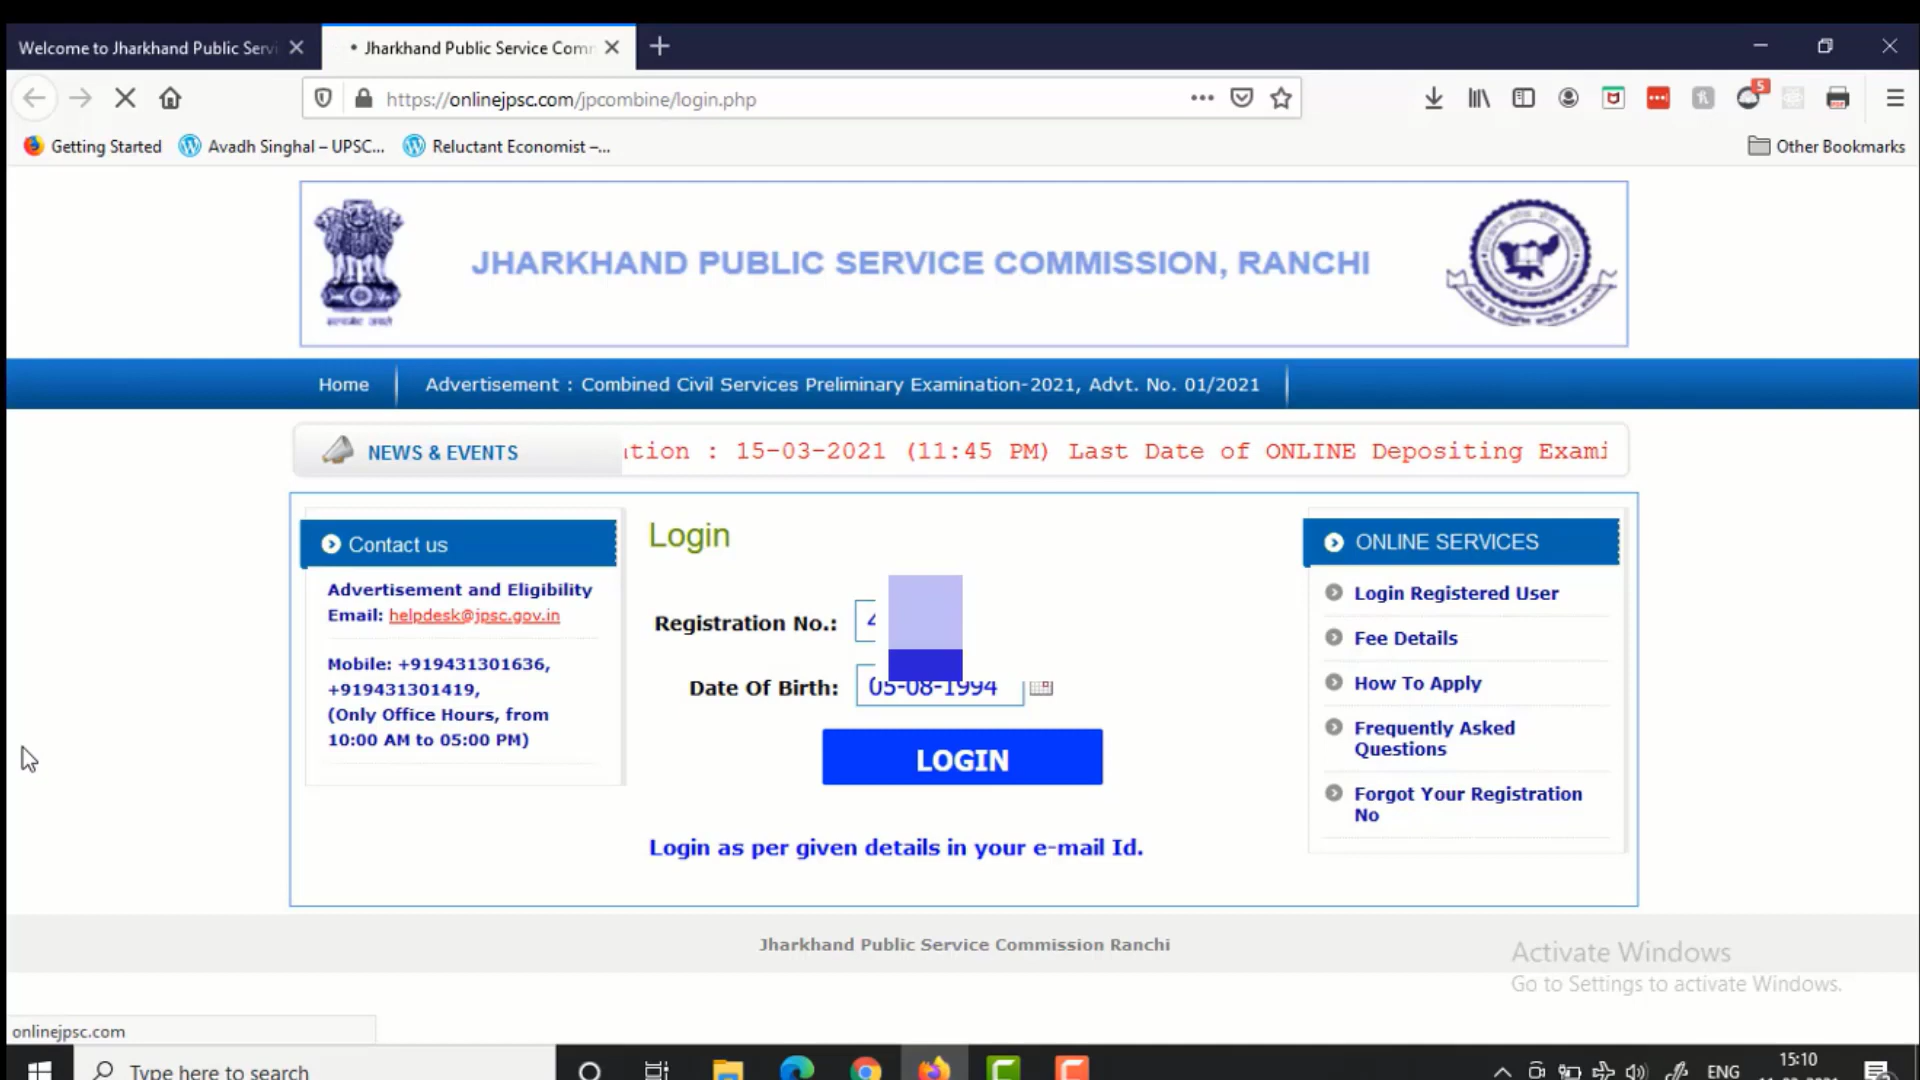 Welcome to Jharkhand Public Servi
Jharkhand Public Service Com
https://onlinejpsc.com/jpcombine/login.php
5
Getting Started
Avadh Singhal – UPSC...
Reluctant Economist –...
Other Bookmarks
JHARKHAND PUBLIC SERVICE COMMISSION, RANCHI
Home
Advertisement : Combined Civil Services Preliminary Examination-2021, Advt. No. 01/2021
NEWS & EVENTS
ation : 15-03-2021 (11:45 PM) Last Date of ONLINE Depositing Exami
Contact us
Advertisement and Eligibility
Email: helpdesk@jpsc.gov.in
Mobile: +919431301636,
+919431301419,
(Only Office Hours, from
10:00 AM to 05:00 PM)
Login
Registration No.: 4
Date Of Birth: 05-08-1994
LOGIN
Login as per given details in your e-mail Id.
ONLINE SERVICES
Login Registered User
Fee Details
How To Apply
Frequently Asked
Questions
Forgot Your Registration
No
Jharkhand Public Service Commission Ranchi
Activate Windows
Go to Settings to activate Windows.
onlinejpsc.com
Type here to search
ENG
15:10